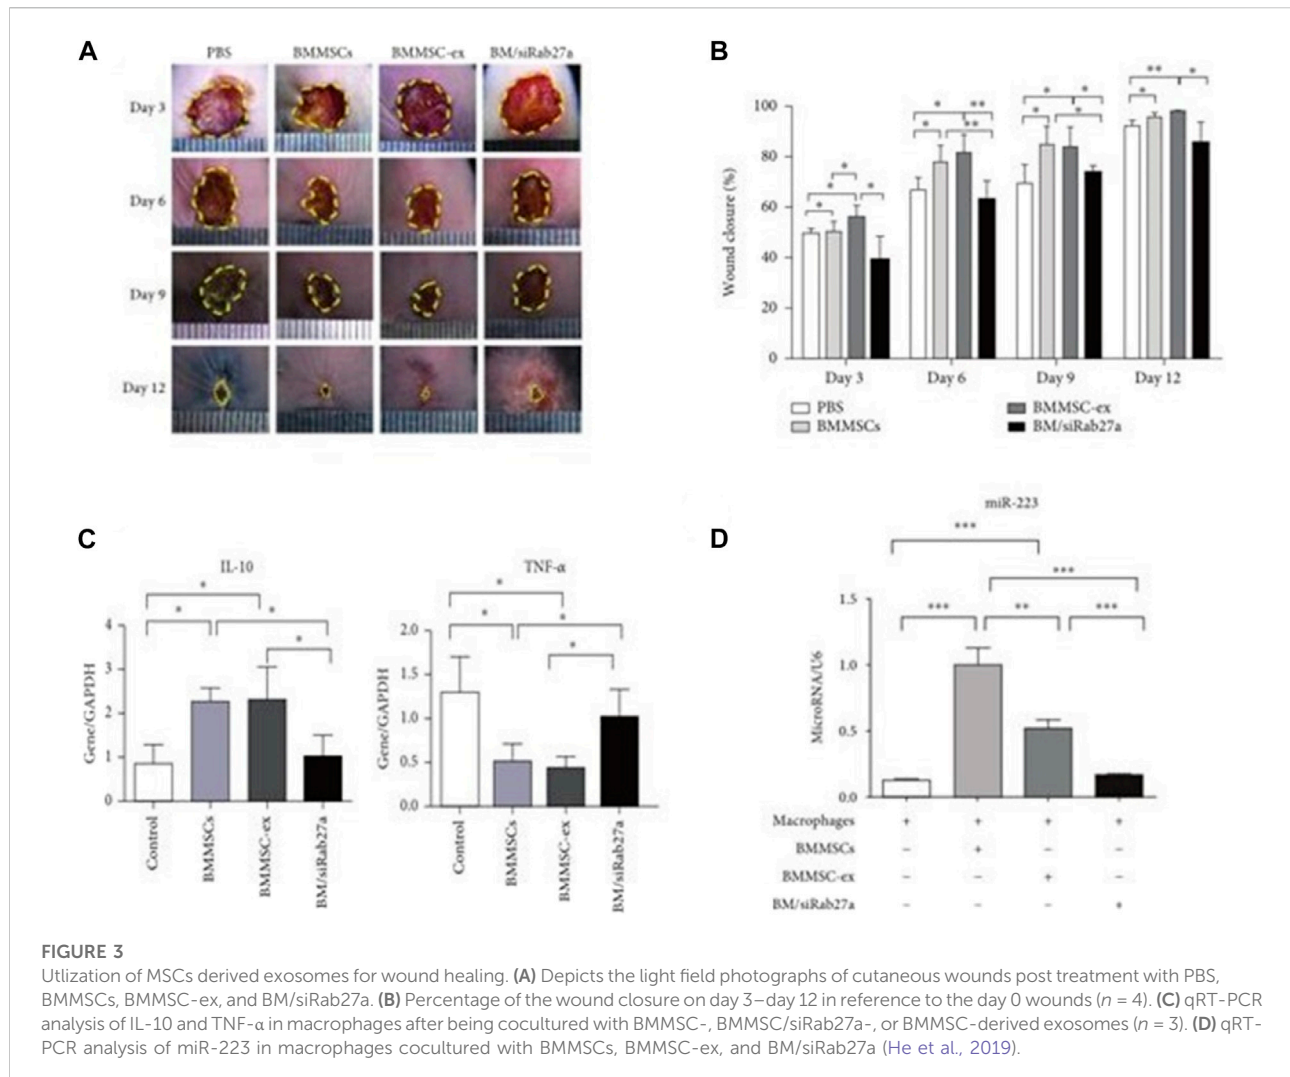 A
PBS BMMSCs BMMSC-ex BM/siRab27a
Day 3
Day 6
Day 9
Day 12
B
** *
*
* **
* **
* *
* *
*
* *
*
100
80
60
40
20
0
Wound closure (%)
Day 3 Day 6 Day 9 Day 12
PBS BMMSC-ex
BMMSCs BM/siRab27a
C
IL-10
*
* *
*
4
3
2
1
0
Gene/GAPDH
Control BMMSCs BMMSC-ex BM/siRab27a
TNF-α
*
* *
*
2.0
1.5
1.0
0.5
0.0
Gene/GAPDH
Control BMMSCs BMMSC-ex BM/siRab27a
D
miR-223
***
***
*** ** ***
1.5
1.0
0.5
0.0
MicroRNA/U6
Macrophages + + + +
BMMSCs – + – –
BMMSC-ex – – + –
BM/siRab27a – – – +
FIGURE 3
Utlization of MSCs derived exosomes for wound healing. (A) Depicts the light field photographs of cutaneous wounds post treatment with PBS,
BMMSCs, BMMSC-ex, and BM/siRab27a. (B) Percentage of the wound closure on day 3–day 12 in reference to the day 0 wounds (n = 4). (C) qRT-PCR
analysis of IL-10 and TNF-α in macrophages after being cocultured with BMMSC-, BMMSC/siRab27a-, or BMMSC-derived exosomes (n = 3). (D) qRT-
PCR analysis of miR-223 in macrophages cocultured with BMMSCs, BMMSC-ex, and BM/siRab27a (He et al., 2019).